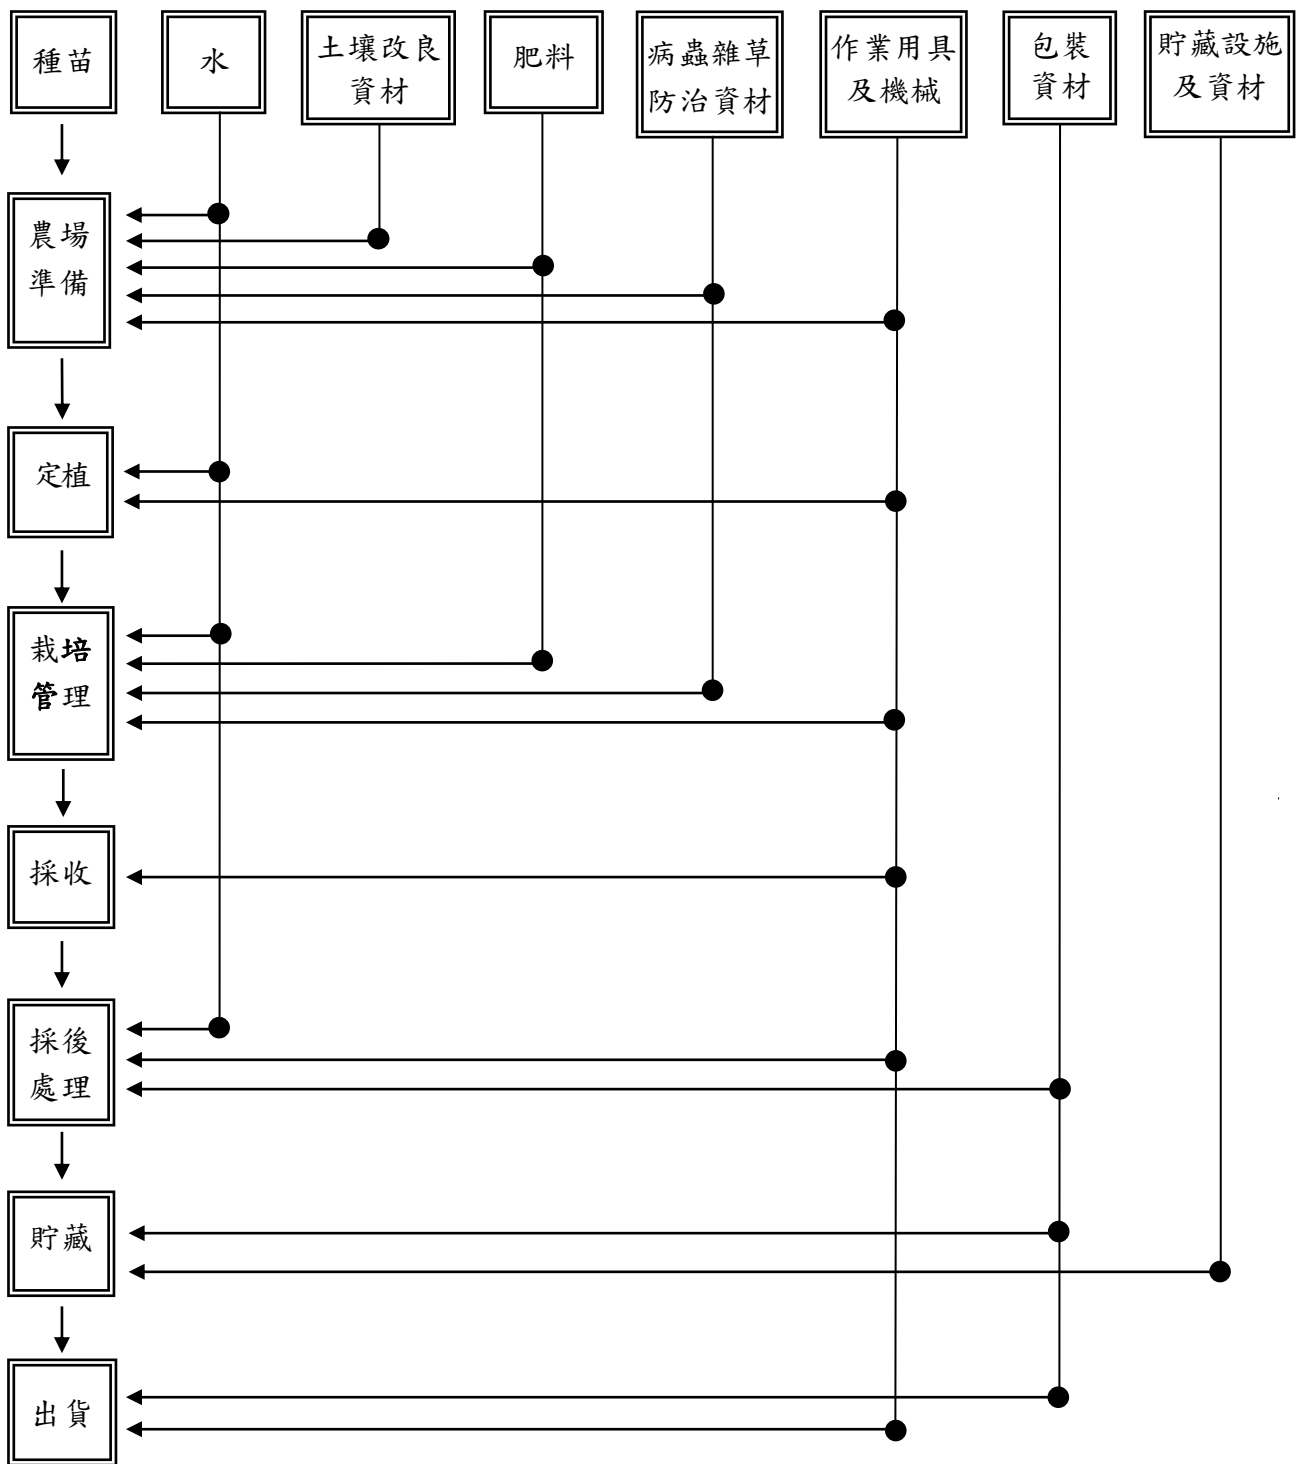 種苗
水
土壤改良
資材
肥料
病蟲雜草
防治資材
作業用具
及機械
包裝
資材
貯藏設施
及資材
農場
準備
定植
栽培
管理
採收
採後
處理
貯藏
出貨